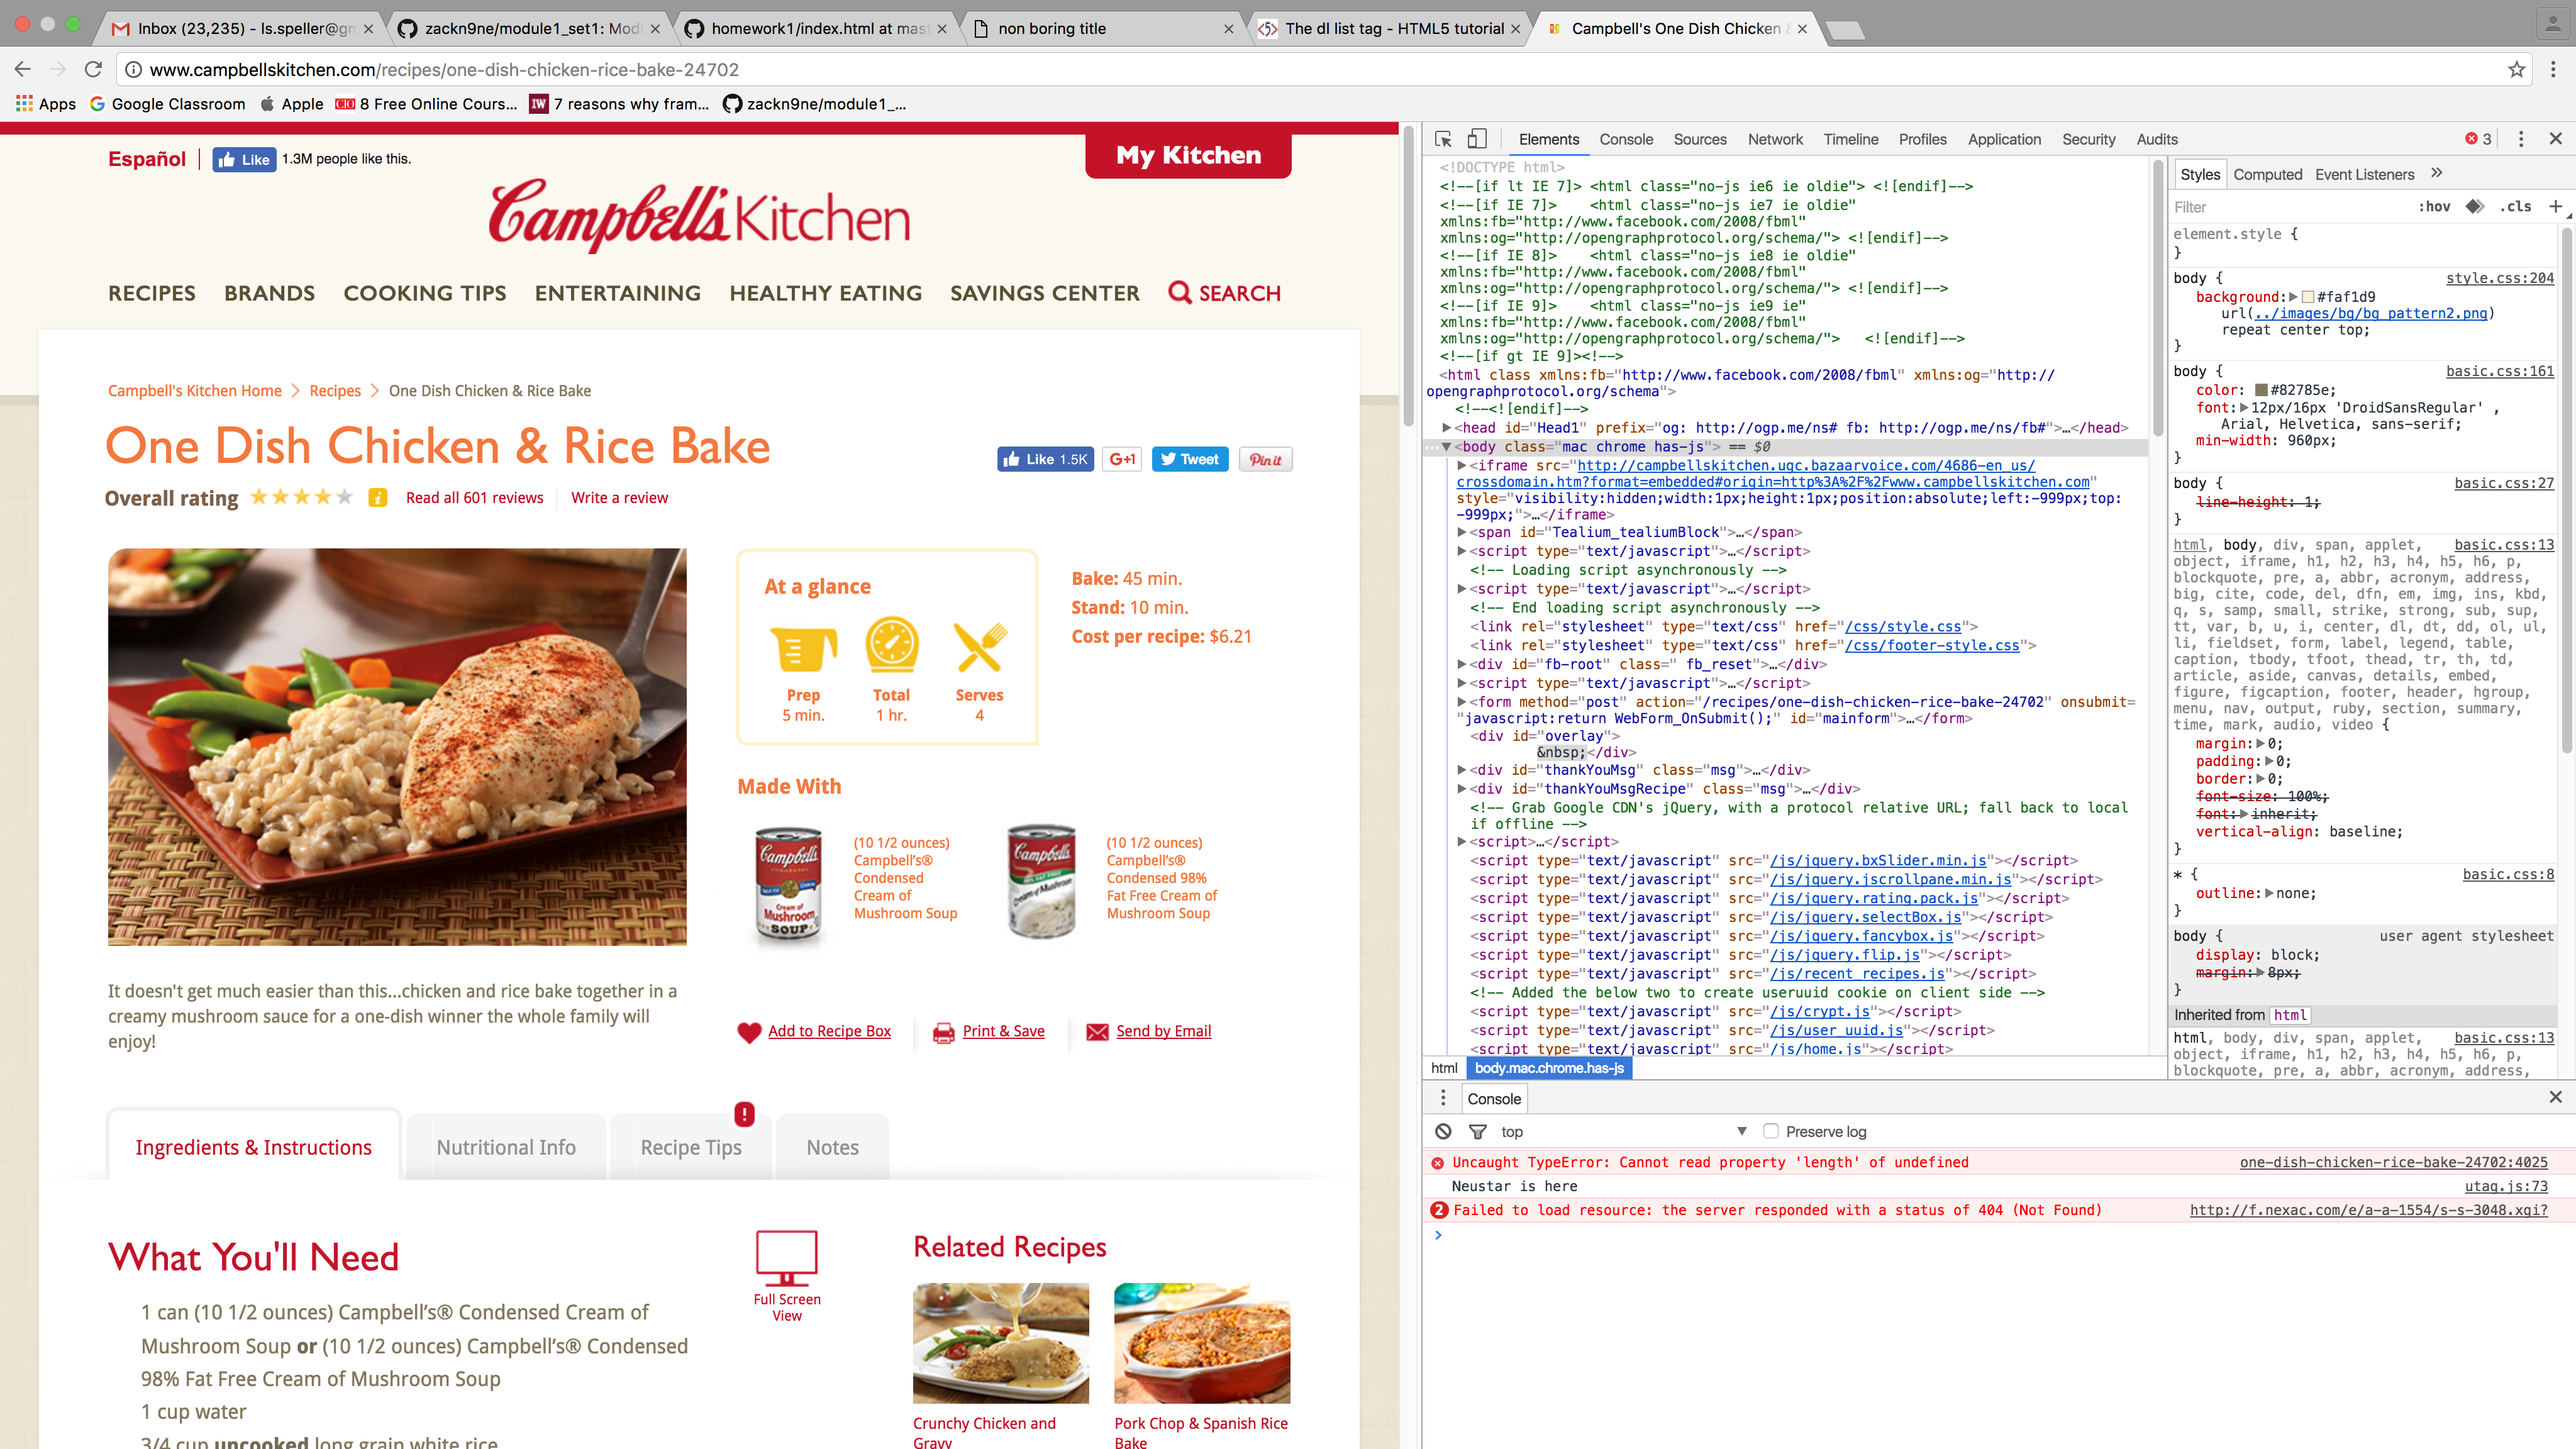 Inbox (23,235) - ls.speller@gm
zackn9ne/module1_set1: Modu
homework1/index.html at mast
non boring title
The dl list tag - HTML5 tutorial
Campbell's One Dish Chicken &
www.campbellskitchen.com/recipes/one-dish-chicken-rice-bake-24702
Apps
Google Classroom
Apple
8 Free Online Cours...
7 reasons why fram...
zackn9ne/module1_...
Español
Like
1.3M people like this.
My Kitchen
Campbell's Kitchen
RECIPES BRANDS COOKING TIPS ENTERTAINING HEALTHY EATING SAVINGS CENTER SEARCH
Campbell's Kitchen Home > Recipes > One Dish Chicken & Rice Bake
One Dish Chicken & Rice Bake
Like 1.5K
G+1
Tweet
Pin it
Overall rating
Read all 601 reviews
Write a review
At a glance
Prep
5 min.
Total
1 hr.
Serves
4
Bake: 45 min.
Stand: 10 min.
Cost per recipe: $6.21
Made With
(10 1/2 ounces)
Campbell’s®
Condensed
Cream of
Mushroom Soup
(10 1/2 ounces)
Campbell’s®
Condensed 98%
Fat Free Cream of
Mushroom Soup
It doesn't get much easier than this...chicken and rice bake together in a
creamy mushroom sauce for a one-dish winner the whole family will
enjoy!
Add to Recipe Box
Print & Save
Send by Email
Ingredients & Instructions
Nutritional Info
Recipe Tips
!
Notes
What You'll Need
Full Screen
View
1 can (10 1/2 ounces) Campbell’s® Condensed Cream of
Mushroom Soup or (10 1/2 ounces) Campbell’s® Condensed
98% Fat Free Cream of Mushroom Soup
1 cup water
3/4 cup uncooked long grain white rice
Related Recipes
Crunchy Chicken and
Gravy
Pork Chop & Spanish Rice
Bake
Elements Console Sources Network Timeline Profiles Application Security Audits
3
<!DOCTYPE html>
<!--[if lt IE 7]> <html class="no-js ie6 ie oldie"> <![endif]-->
<!--[if IE 7]>    <html class="no-js ie7 ie oldie"
xmlns:fb="http://www.facebook.com/2008/fbml"
xmlns:og="http://opengraphprotocol.org/schema/"> <![endif]-->
<!--[if IE 8]>    <html class="no-js ie8 ie oldie"
xmlns:fb="http://www.facebook.com/2008/fbml"
xmlns:og="http://opengraphprotocol.org/schema/"> <![endif]-->
<!--[if IE 9]>    <html class="no-js ie9 ie"
xmlns:fb="http://www.facebook.com/2008/fbml"
xmlns:og="http://opengraphprotocol.org/schema/">   <![endif]-->
<!--[if gt IE 9]><!-->
<html class xmlns:fb="http://www.facebook.com/2008/fbml" xmlns:og="http://
opengraphprotocol.org/schema">
<!--<![endif]-->
<head id="Head1" prefix="og: http://ogp.me/ns# fb: http://ogp.me/ns/fb#">…</head>
<body class="mac chrome has-js"> == $0
<iframe src="http://campbellskitchen.ugc.bazaarvoice.com/4686-en_us/
crossdomain.htm?format=embedded#origin=http%3A%2F%2Fwww.campbellskitchen.com"
style="visibility:hidden;width:1px;height:1px;position:absolute;left:-999px;top:
-999px;">…</iframe>
<span id="Tealium_tealiumBlock">…</span>
<script type="text/javascript">…</script>
<!-- Loading script asynchronously -->
<script type="text/javascript">…</script>
<!-- End loading script asynchronously -->
<link rel="stylesheet" type="text/css" href="/css/style.css">
<link rel="stylesheet" type="text/css" href="/css/footer-style.css">
<div id="fb-root" class=" fb_reset">…</div>
<script type="text/javascript">…</script>
<form method="post" action="/recipes/one-dish-chicken-rice-bake-24702" onsubmit=
"javascript:return WebForm_OnSubmit();" id="mainform">…</form>
<div id="overlay">
&nbsp;</div>
<div id="thankYouMsg" class="msg">…</div>
<div id="thankYouMsgRecipe" class="msg">…</div>
<!-- Grab Google CDN's jQuery, with a protocol relative URL; fall back to local
if offline -->
<script>…</script>
<script type="text/javascript" src="/js/jquery.bxSlider.min.js"></script>
<script type="text/javascript" src="/js/jquery.jscrollpane.min.js"></script>
<script type="text/javascript" src="/js/jquery.rating.pack.js"></script>
<script type="text/javascript" src="/js/jquery.selectBox.js"></script>
<script type="text/javascript" src="/js/jquery.fancybox.js"></script>
<script type="text/javascript" src="/js/jquery.flip.js"></script>
<script type="text/javascript" src="/js/recent_recipes.js"></script>
<!-- Added the below two to create useruuid cookie on client side -->
<script type="text/javascript" src="/js/crypt.js"></script>
<script type="text/javascript" src="/js/user_uuid.js"></script>
<script type="text/javascript" src="/js/home.js"></script>
html body.mac.chrome.has-js
Styles Computed Event Listeners »
Filter :hov .cls +
element.style {
}
body { style.css:204
background: #faf1d9
url(../images/bg/bg_pattern2.png)
repeat center top;
}
body { basic.css:161
color: #82785e;
font: 12px/16px 'DroidSansRegular' ,
Arial, Helvetica, sans-serif;
min-width: 960px;
}
body { basic.css:27
line-height: 1;
}
html, body, div, span, applet, basic.css:13
object, iframe, h1, h2, h3, h4, h5, h6, p,
blockquote, pre, a, abbr, acronym, address,
big, cite, code, del, dfn, em, img, ins, kbd,
q, s, samp, small, strike, strong, sub, sup,
tt, var, b, u, i, center, dl, dt, dd, ol, ul,
li, fieldset, form, label, legend, table,
caption, tbody, tfoot, thead, tr, th, td,
article, aside, canvas, details, embed,
figure, figcaption, footer, header, hgroup,
menu, nav, output, ruby, section, summary,
time, mark, audio, video {
margin: 0;
padding: 0;
border: 0;
font-size: 100%;
font: inherit;
vertical-align: baseline;
}
* { basic.css:8
outline: none;
}
body { user agent stylesheet
display: block;
margin: 8px;
}
Inherited from html
html, body, div, span, applet, basic.css:13
object, iframe, h1, h2, h3, h4, h5, h6, p,
blockquote, pre, a, abbr, acronym, address,
Console
top
Preserve log
Uncaught TypeError: Cannot read property 'length' of undefined one-dish-chicken-rice-bake-24702:4025
Neustar is here utag.js:73
2 Failed to load resource: the server responded with a status of 404 (Not Found) http://f.nexac.com/e/a-a-1554/s-s-3048.xgi?